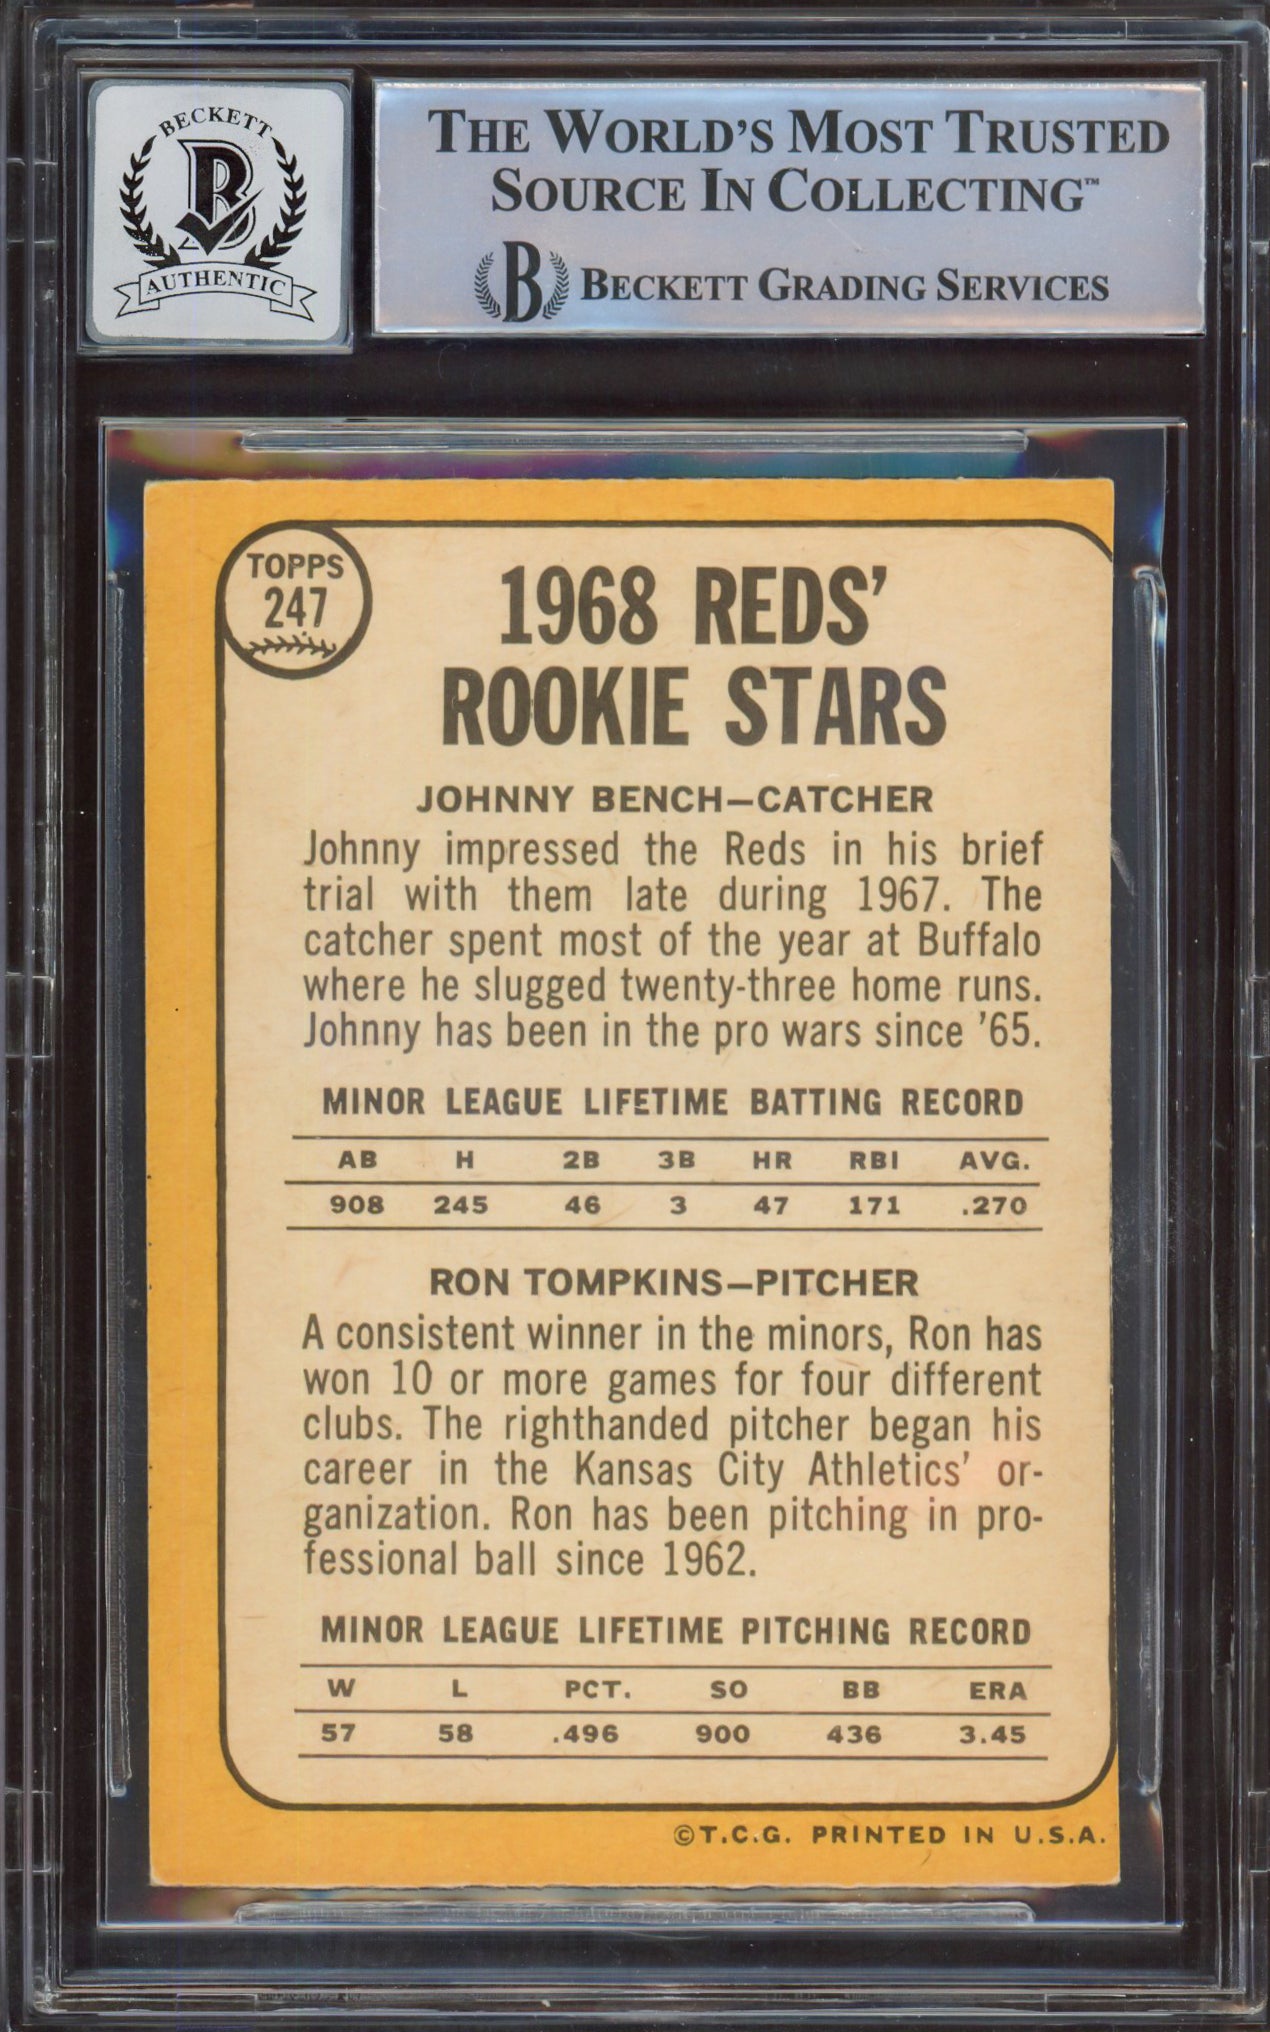 BECKETT
B
AUTHENTIC
THE WORLD'S MOST TRUSTED
SOURCE IN COLLECTING™
B BECKETT GRADING SERVICES
TOPPS
247
1968 REDS'
ROOKIE STARS
JOHNNY BENCH—CATCHER
Johnny impressed the Reds in his brief
trial with them late during 1967. The
catcher spent most of the year at Buffalo
where he slugged twenty-three home runs.
Johnny has been in the pro wars since '65.
MINOR LEAGUE LIFETIME BATTING RECORD
AB H 2B 3B HR RBI AVG.
908 245 46 3 47 171 .270
RON TOMPKINS—PITCHER
A consistent winner in the minors, Ron has
won 10 or more games for four different
clubs. The righthanded pitcher began his
career in the Kansas City Athletics' or-
ganization. Ron has been pitching in pro-
fessional ball since 1962.
MINOR LEAGUE LIFETIME PITCHING RECORD
W L PCT. SO BB ERA
57 58 .496 900 436 3.45
©T.C.G. PRINTED IN U.S.A.